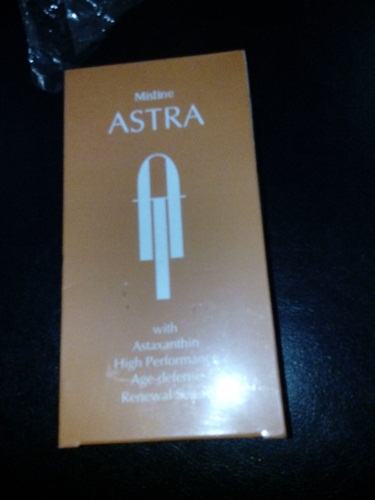 Mistine
ASTRA
with
Astaxanthin
High Performance
Age-defense
Renewal